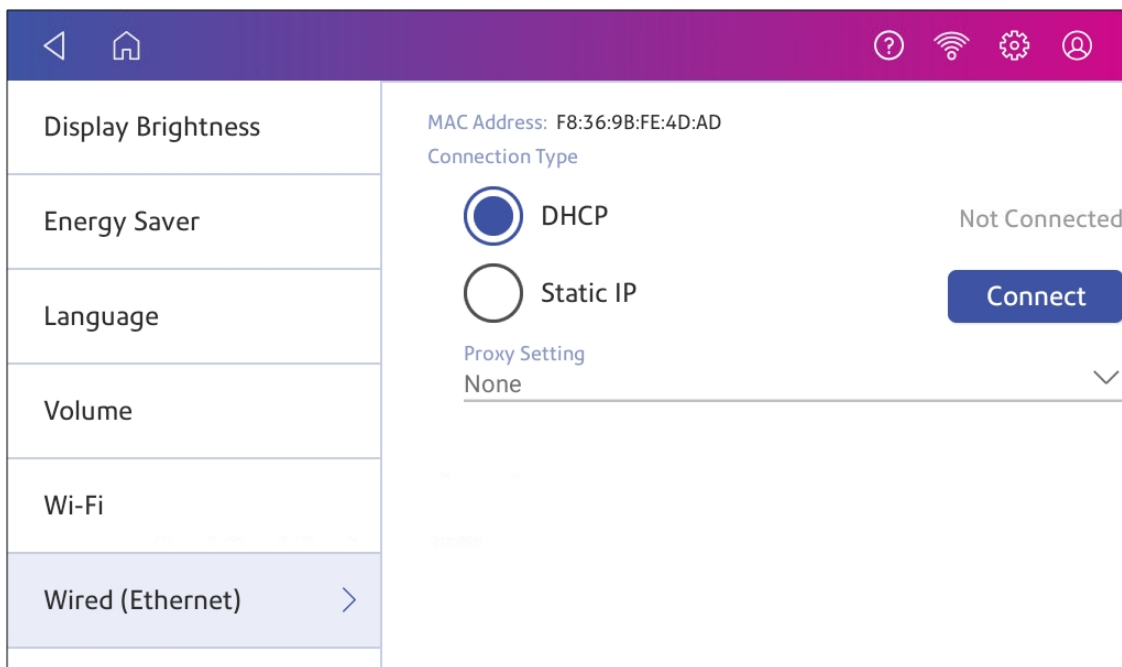 Display Brightness
Energy Saver
Language
Volume
Wi-Fi
Wired (Ethernet)
MAC Address: F8:36:9B:FE:4D:AD
Connection Type
DHCP
Not Connected
Static IP
Connect
Proxy Setting
None